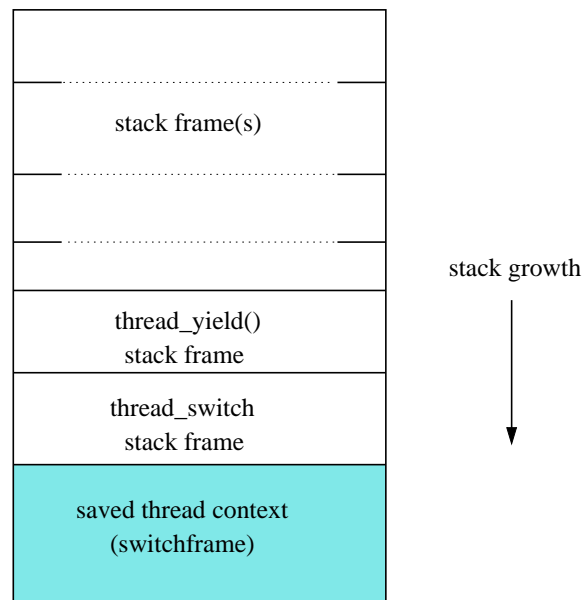 stack frame(s)
stack growth
thread_yield()
stack frame
thread_switch
stack frame
saved thread context
(switchframe)